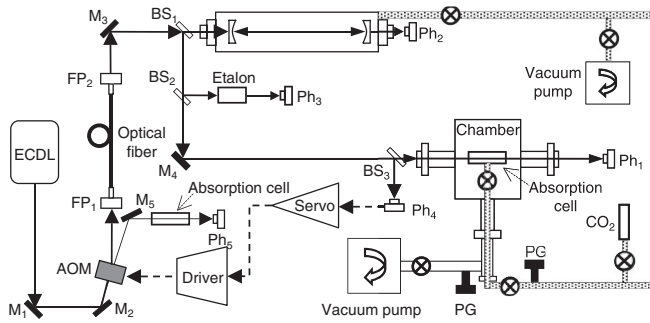 M3
BS1
Ph2
FP2
BS2
Etalon
Ph3
Vacuum
pump
Optical
fiber
ECDL
M4
BS3
Chamber
Ph1
Absorption
cell
FP1
M5
Absorption cell
Servo
Ph4
Ph5
CO2
AOM
Driver
PG
M1
M2
Vacuum pump
PG